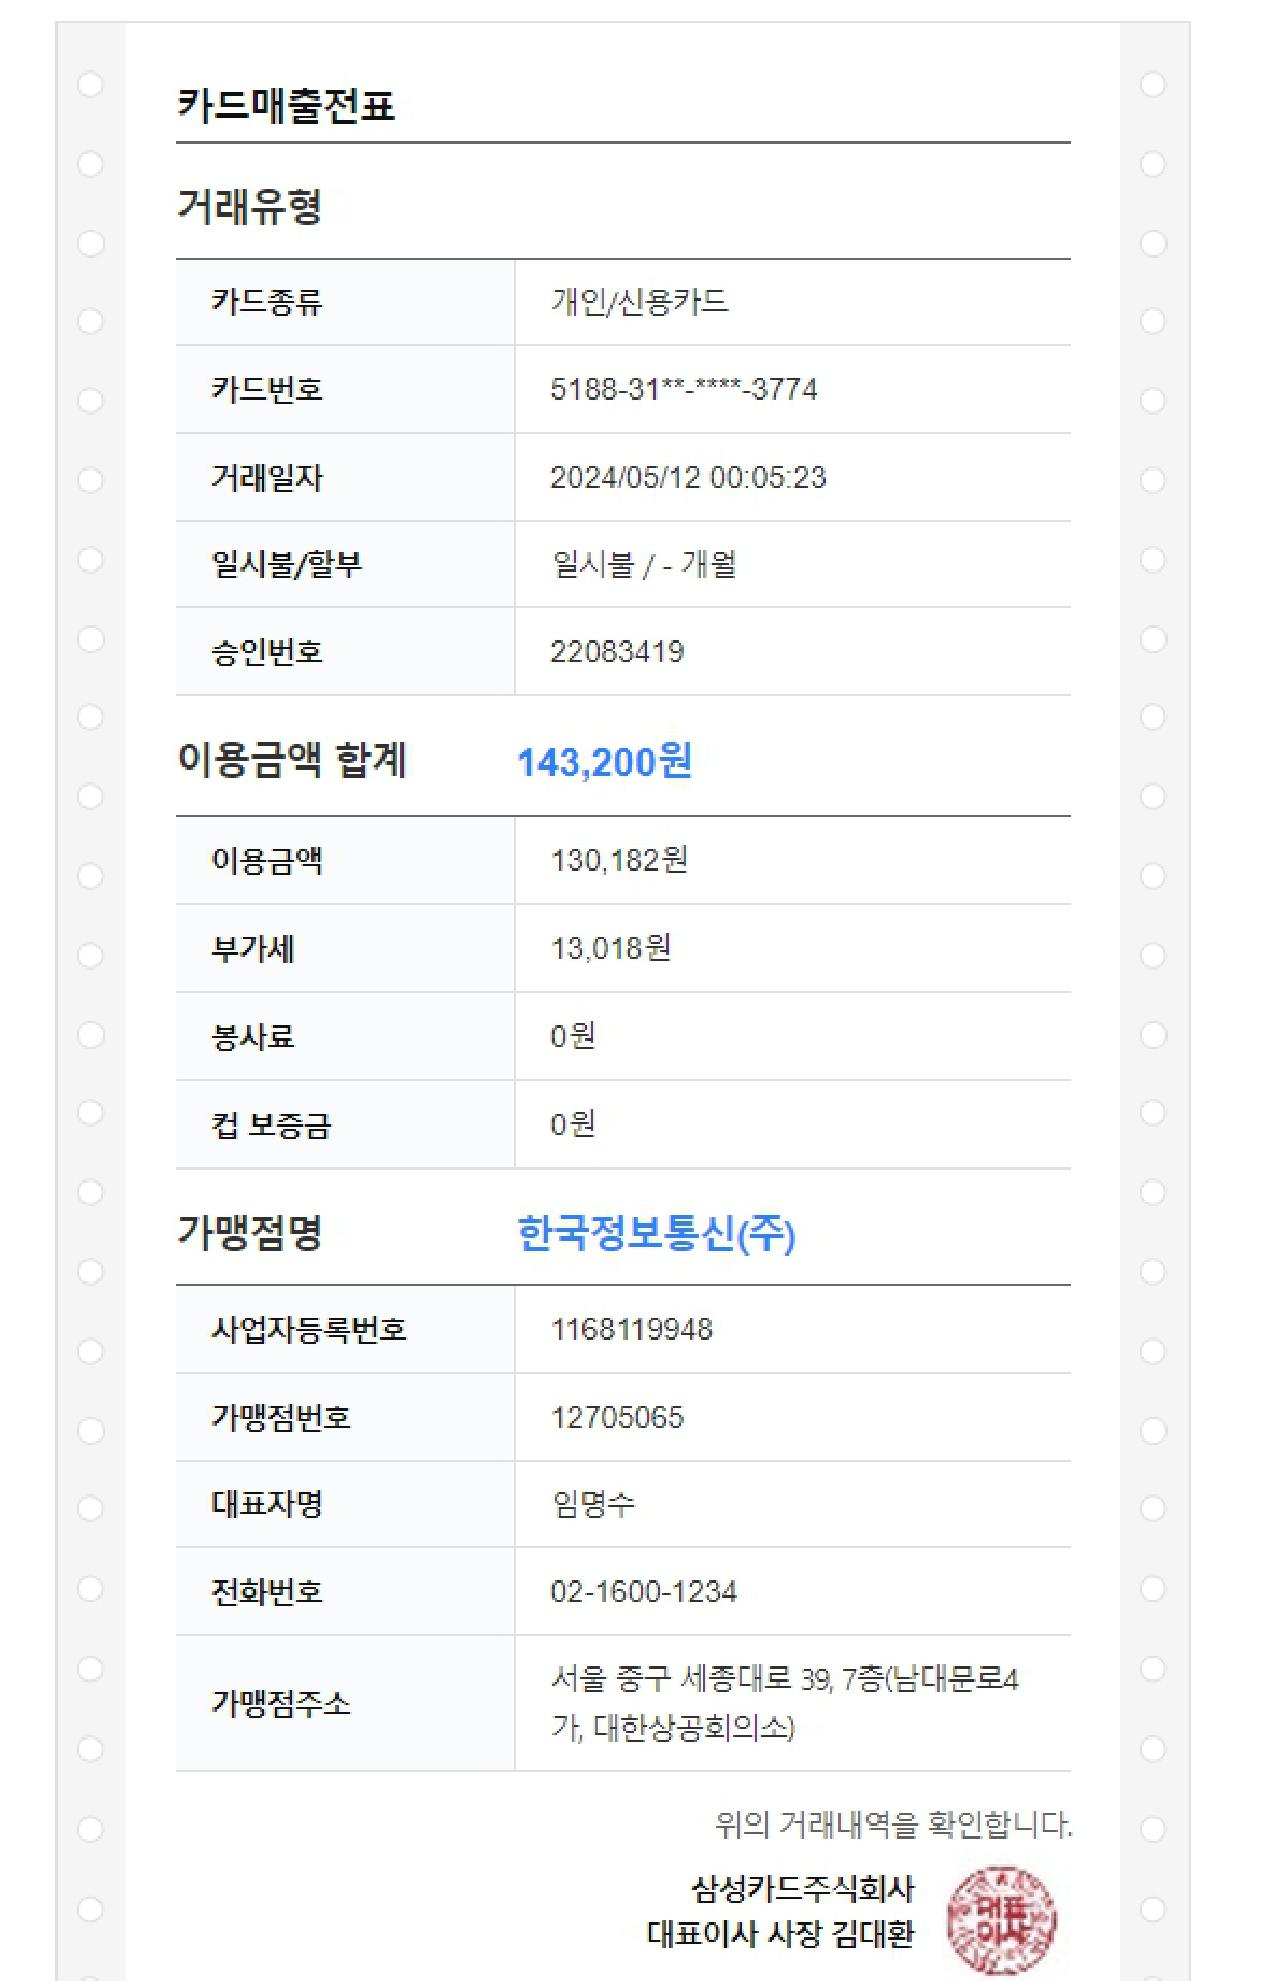 카드매출전표
거래유형
카드종류 개인/신용카드
카드번호 5188-31**-****-3774
거래일자 2024/05/12 00:05:23
일시불/할부 일시불 / - 개월
승인번호 22083419
이용금액 합계 143,200원
이용금액 130,182원
부가세 13,018원
봉사료 0원
컵 보증금 0원
가맹점명 한국정보통신(주)
사업자등록번호 1168119948
가맹점번호 12705065
대표자명 임명수
전화번호 02-1600-1234
가맹점주소 서울 중구 세종대로 39, 7층(남대문로4
가, 대한상공회의소)
위의 거래내역을 확인합니다.
삼성카드주식회사
대표이사 사장 김대환